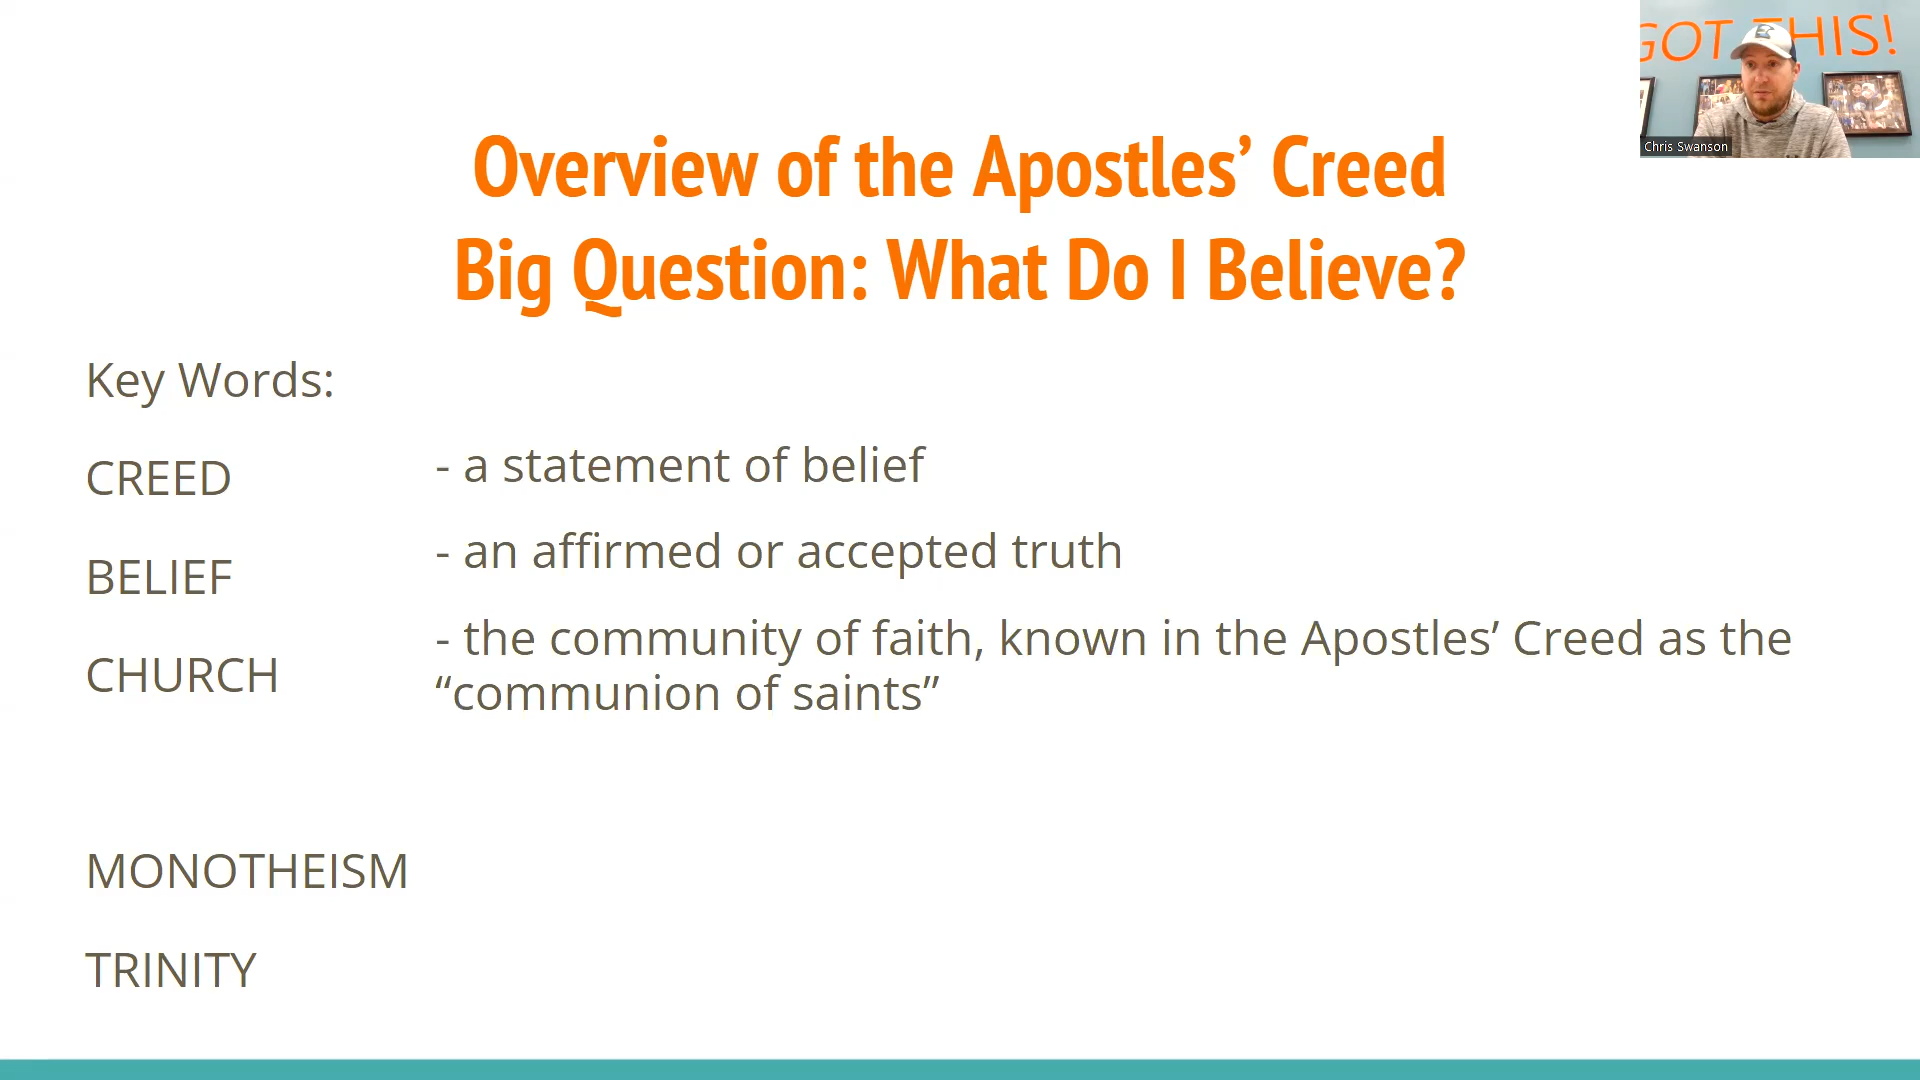 GOT THIS!
Chris Swanson
Overview of the Apostles’ Creed
Big Question: What Do I Believe?
Key Words:
CREED
- a statement of belief
BELIEF
- an affirmed or accepted truth
CHURCH
- the community of faith, known in the Apostles’ Creed as the
“communion of saints”
MONOTHEISM
TRINITY